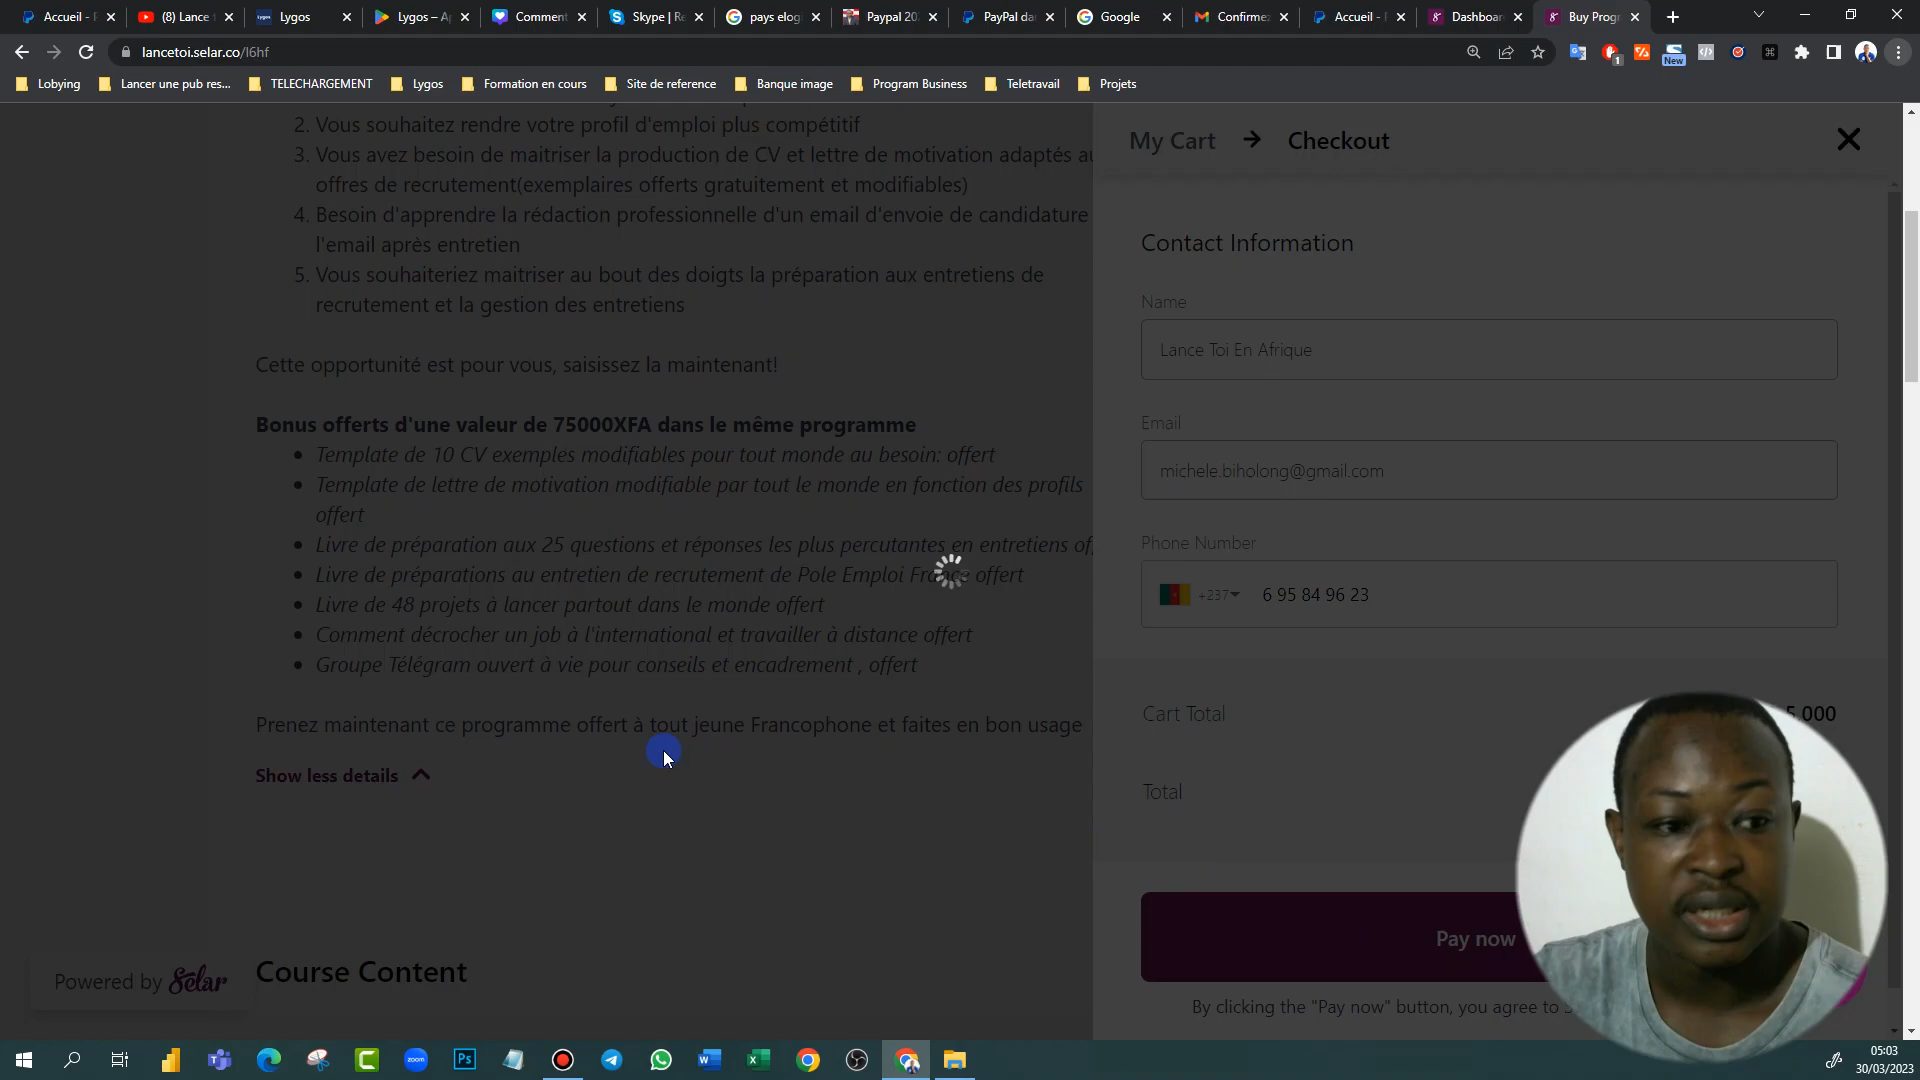 Accueil - P
(8) Lance t
Lygos
Lygos – A
Comment
Skype | Re
pays elog
Paypal 20
PayPal da
Google
Confirmez
Accueil - P
Dashboar
Buy Prog
lancetoi.selar.co/l6hf
New
1
Lobying
Lancer une pub res...
TELECHARGEMENT
Lygos
Formation en cours
Site de reference
Banque image
Program Business
Teletravail
Projets
2. Vous souhaitez rendre votre profil d'emploi plus compétitif
3. Vous avez besoin de maitriser la production de CV et lettre de motivation adaptés au
offres de recrutement(exemplaires offerts gratuitement et modifiables)
4. Besoin d'apprendre la rédaction professionnelle d'un email d'envoie de candidature
l'email après entretien
5. Vous souhaiteriez maitriser au bout des doigts la préparation aux entretiens de
recrutement et la gestion des entretiens
Cette opportunité est pour vous, saisissez la maintenant!
Bonus offerts d'une valeur de 75000XFA dans le même programme
Template de 10 CV exemples modifiables pour tout monde au besoin: offert
Template de lettre de motivation modifiable par tout le monde en fonction des profils
offert
Livre de préparation aux 25 questions et réponses les plus percutantes en entretiens of
Livre de préparations au entretien de recrutement de Pole Emploi France offert
Livre de 48 projets à lancer partout dans le monde offert
Comment décrocher un job à l'international et travailler à distance offert
Groupe Télégram ouvert à vie pour conseils et encadrement , offert
Prenez maintenant ce programme offert à tout jeune Francophone et faites en bon usage
Show less details
Course Content
Powered by Selar
My Cart → Checkout
Contact Information
Name
Lance Toi En Afrique
Email
michele.biholong@gmail.com
Phone Number
+237 6 95 84 96 23
Cart Total
5,000
Total
Pay now
By clicking the "Pay now" button, you agree to
zoom
Ps
05:03
30/03/2023